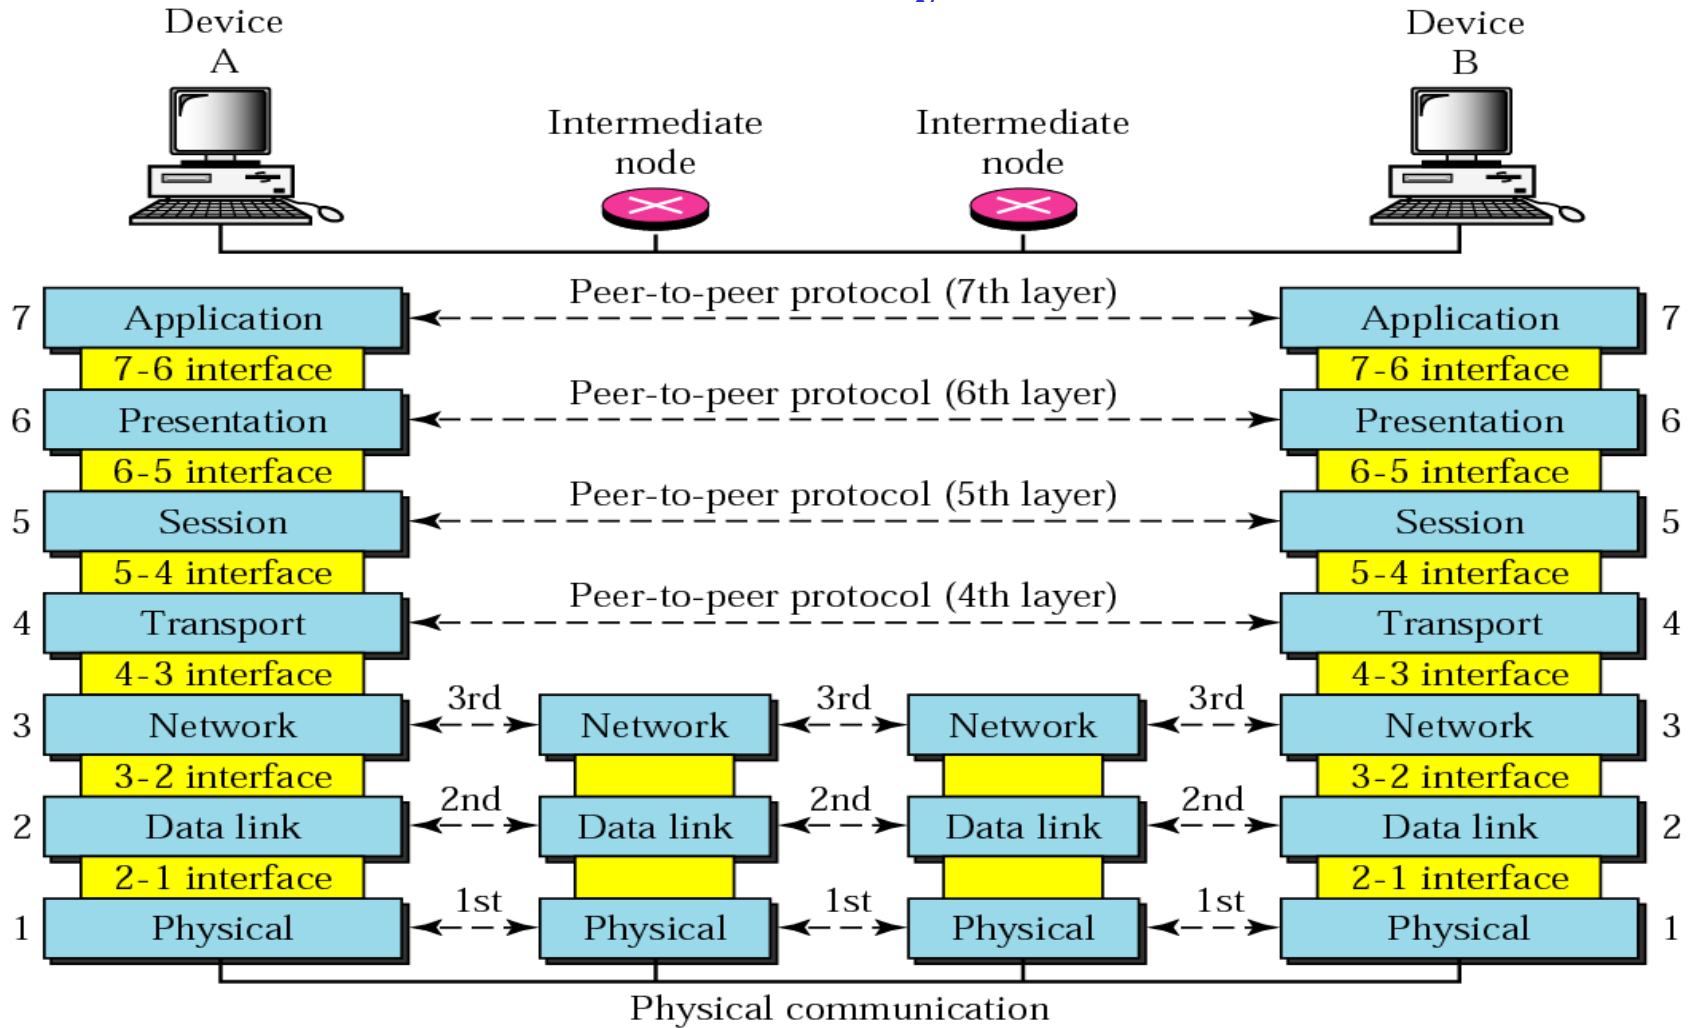 Device
A
Device
B
Intermediate
node
Intermediate
node
Peer-to-peer protocol (7th layer)
7 Application Application 7
7-6 interface 7-6 interface
Peer-to-peer protocol (6th layer)
6 Presentation Presentation 6
6-5 interface 6-5 interface
Peer-to-peer protocol (5th layer)
5 Session Session 5
5-4 interface 5-4 interface
Peer-to-peer protocol (4th layer)
4 Transport Transport 4
4-3 interface 4-3 interface
3rd 3rd 3rd
3 Network Network Network Network 3
3-2 interface 3-2 interface
2nd 2nd 2nd
2 Data link Data link Data link Data link 2
2-1 interface 2-1 interface
1st 1st 1st
1 Physical Physical Physical Physical 1
Physical communication